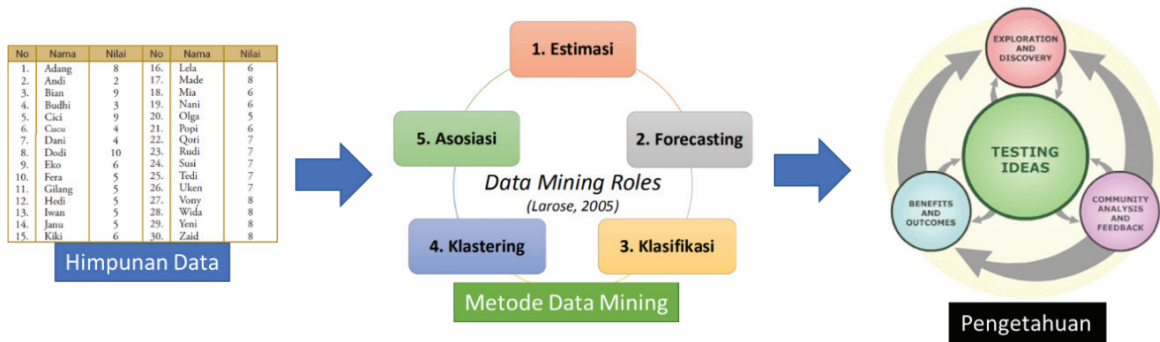 No Nama Nilai No Nama Nilai
1. Adang 8 16. Lela 6
2. Andi 2 17. Made 8
3. Bian 9 18. Mia 6
4. Budhi 3 19. Nani 6
5. Cici 9 20. Olga 5
6. Cucu 4 21. Popi 6
7. Dani 4 22. Qori 7
8. Dodi 10 23. Rudi 7
9. Eko 6 24. Susi 7
10. Fera 5 25. Tedi 7
11. Gilang 5 26. Uken 7
12. Hedi 5 27. Vony 8
13. Iwan 5 28. Wida 8
14. Janu 5 29. Yeni 8
15. Kiki 6 30. Zaid 8
Himpunan Data
1. Estimasi
2. Forecasting
3. Klasifikasi
4. Klastering
5. Asosiasi
Data Mining Roles
(Larose, 2005)
Metode Data Mining
EXPLORATION
AND
DISCOVERY
TESTING
IDEAS
BENEFITS
AND
OUTCOMES
COMMUNITY
ANALYSIS
AND
FEEDBACK
Pengetahuan